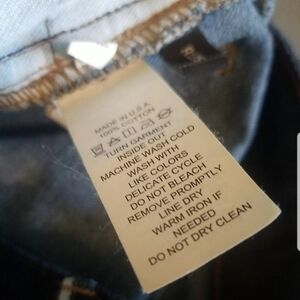 MADE IN U.S.A.
100% COTTON
TURN GARMENT
INSIDE OUT
MACHINE WASH COLD
WASH WITH
LIKE COLORS
DELICATE CYCLE
DO NOT BLEACH
REMOVE PROMPTLY
LINE DRY
WARM IRON IF
NEEDED
DO NOT DRY CLEAN